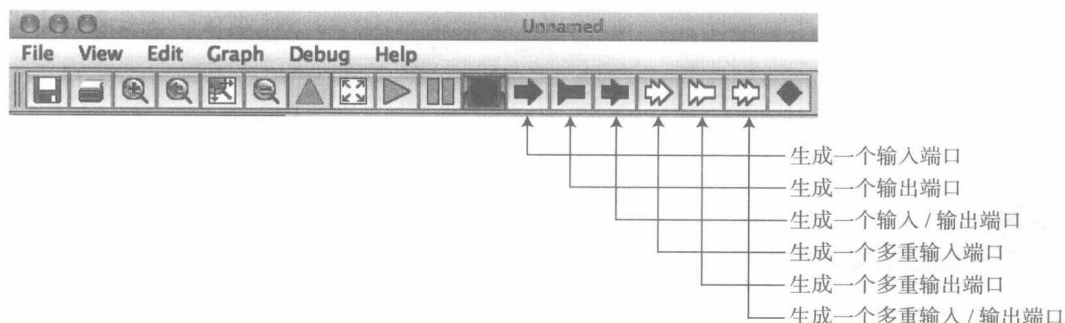 Unnamed
File View Edit Graph Debug Help
生成一个输入端口
生成一个输出端口
生成一个输入 / 输出端口
生成一个多重输入端口
生成一个多重输出端口
生成一个多重输入 / 输出端口